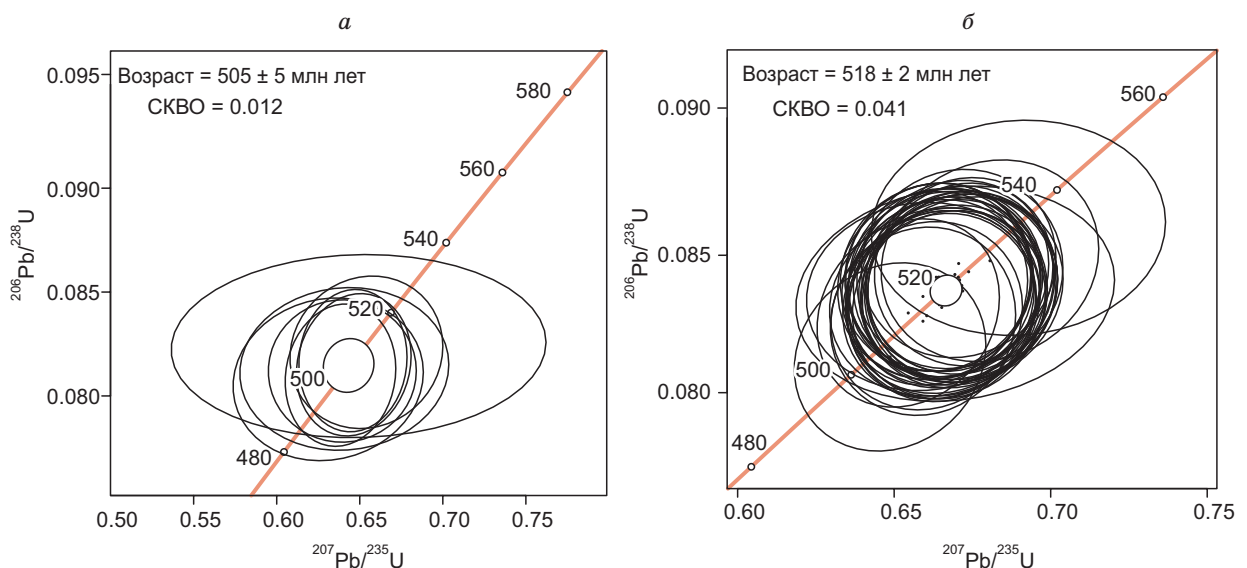 а
Возраст = 505 ± 5 млн лет
СКВО = 0.012
0.095
0.090
0.085
0.080
580
560
540
520
500
480
0.50
0.55
0.60
0.65
0.70
0.75
²⁰⁶Pb/²³⁸U
²⁰⁷Pb/²³⁵U
б
Возраст = 518 ± 2 млн лет
СКВО = 0.041
0.090
0.085
0.080
560
540
520
500
480
0.60
0.65
0.70
0.75
²⁰⁶Pb/²³⁸U
²⁰⁷Pb/²³⁵U